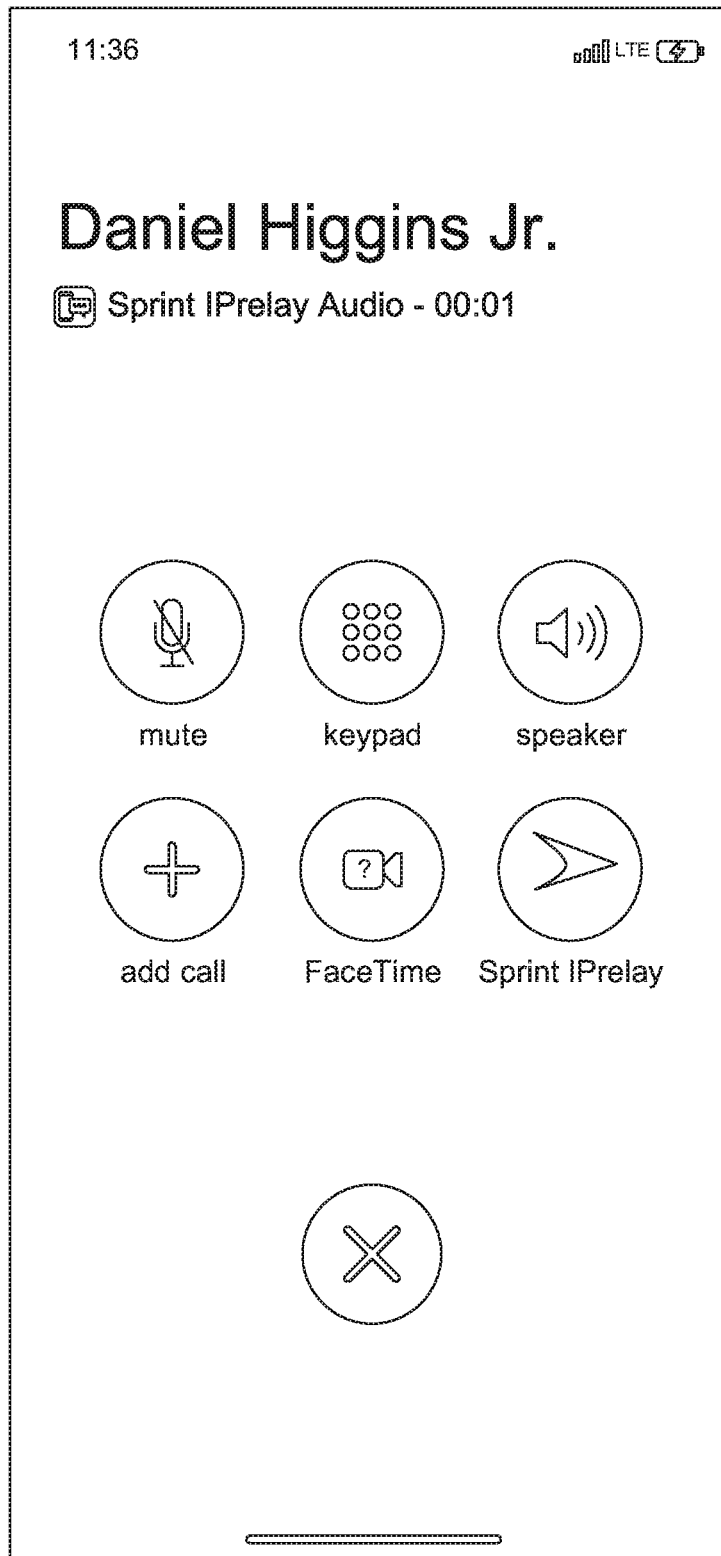 11:36 LTE
Daniel Higgins Jr.
Sprint IPrelay Audio - 00:01
mute keypad speaker
?
add call FaceTime Sprint IPrelay